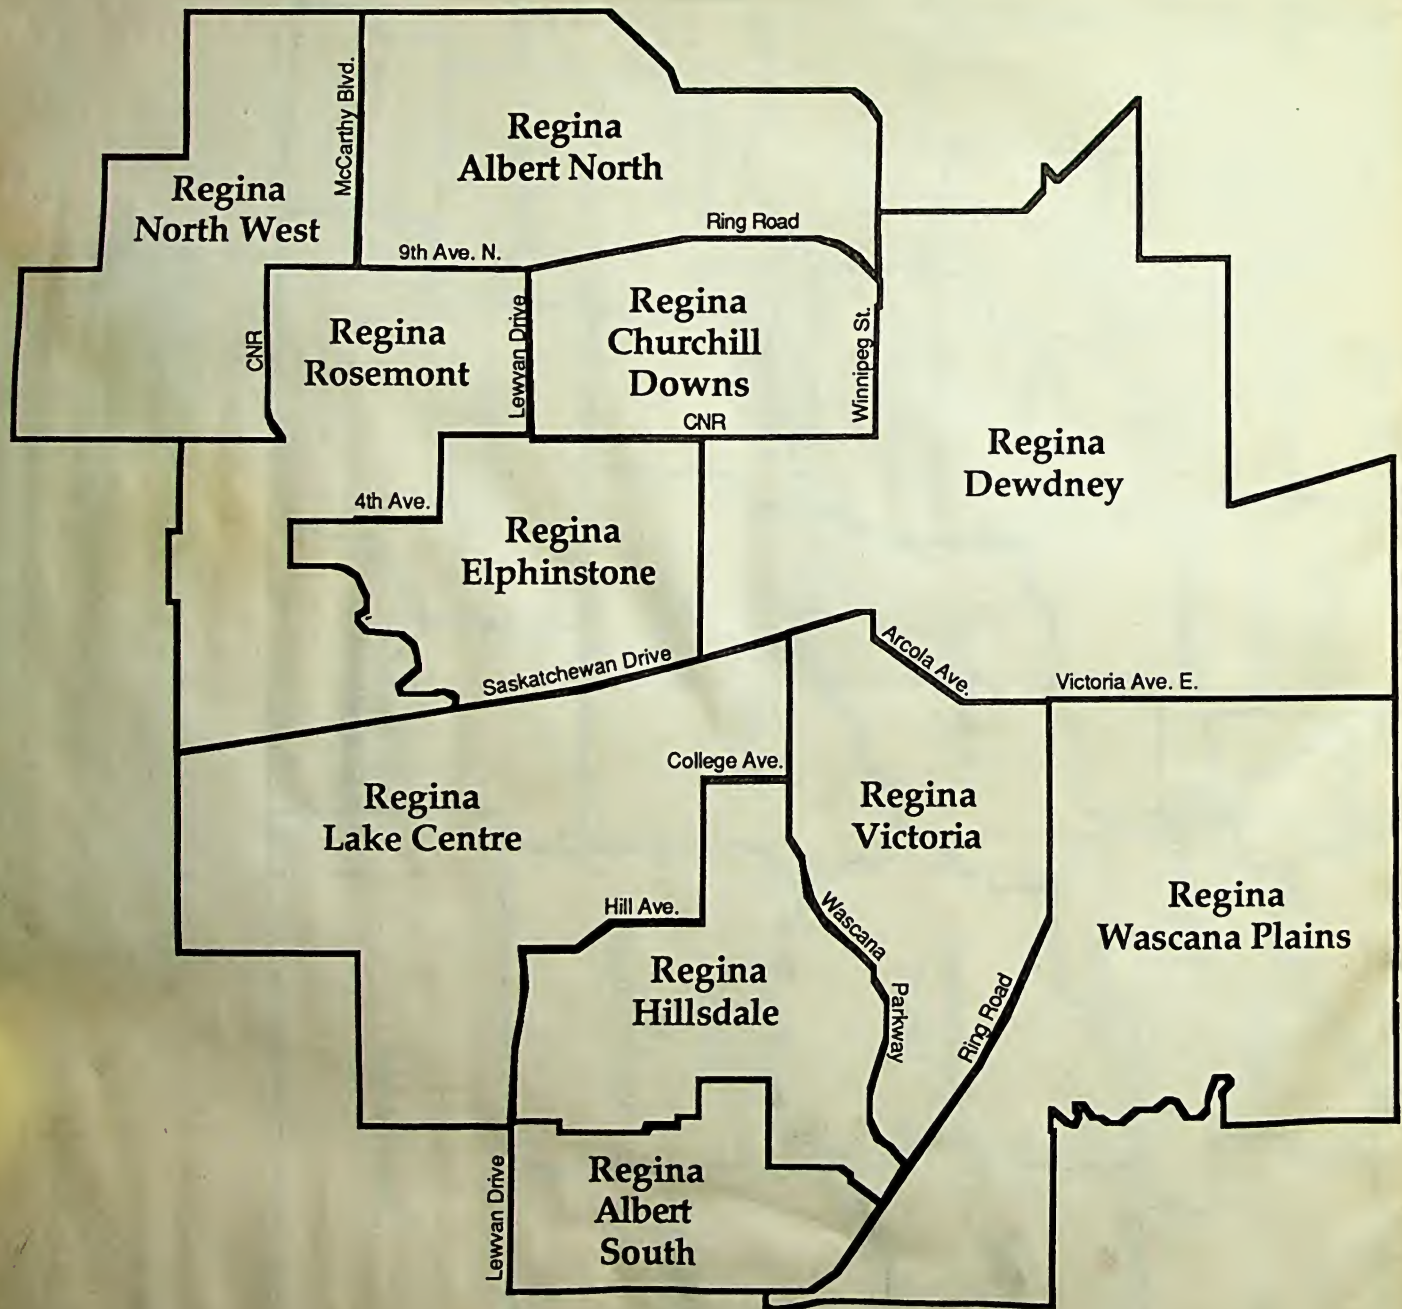 McCarthy Blvd.
Regina
Albert North
Regina
North West
Ring Road
9th Ave. N.
CNR
Regina
Rosemont
Lewvan Drive
Regina
Churchill
Downs
Winnipeg St.
CNR
Regina
Dewdney
4th Ave.
Regina
Elphinstone
Saskatchewan Drive
Arcola Ave.
Victoria Ave. E.
College Ave.
Regina
Lake Centre
Regina
Victoria
Hill Ave.
Wascana
Parkway
Ring Road
Regina
Wascana Plains
Regina
Hillsdale
Lewvan Drive
Regina
Albert
South